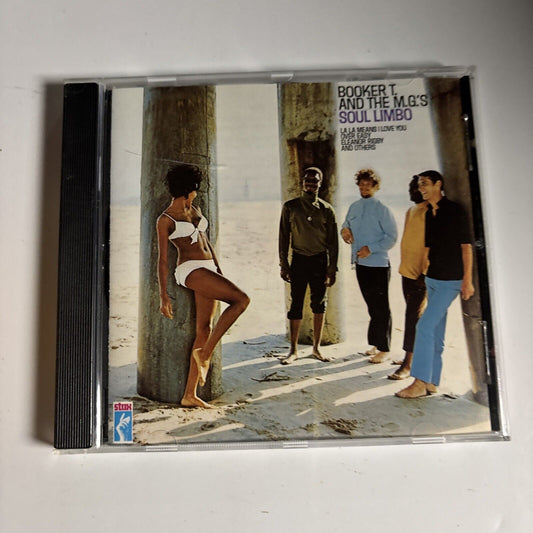 BOOKER T.
AND THE M.G.'S
SOUL LIMBO
LA LA MEANS I LOVE YOU
OVER EASY
ELEANOR RIGBY
AND OTHERS
stax